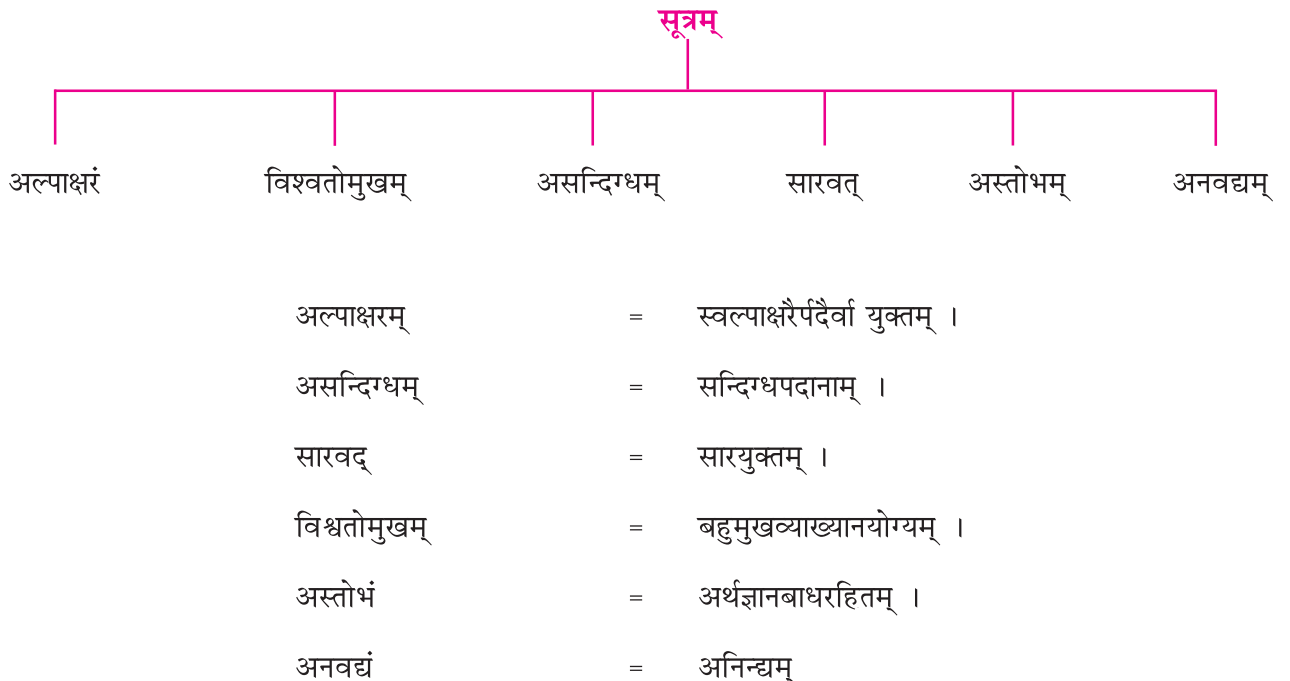 सूत्रम्
अल्पाक्षरं विश्वतोमुखम् असन्दिग्धम् सारवत् अस्तोभम् अनवद्यम्
अल्पाक्षरम् = स्वल्पाक्षरैर्पदैर्वा युक्तम् ।
असन्दिग्धम् = सन्दिग्धपदानाम् ।
सारवद् = सारयुक्तम् ।
विश्वतोमुखम् = बहुमुखव्याख्यानयोग्यम् ।
अस्तोभं = अर्थज्ञानबाधरहितम् ।
अनवद्यं = अनिन्द्यम्